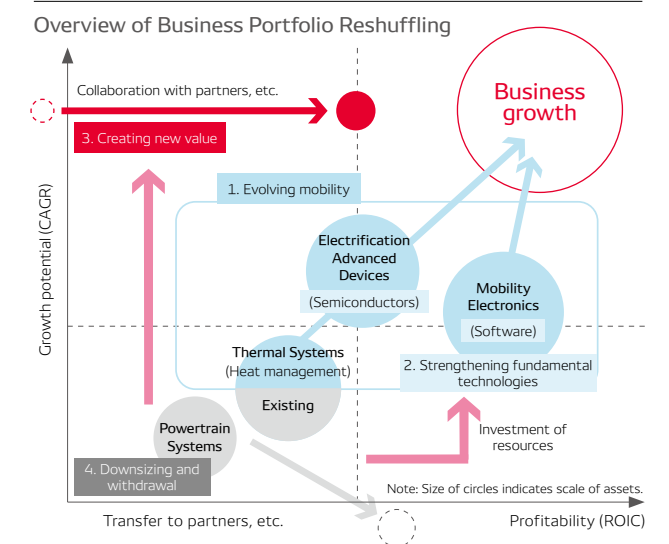 Overview of Business Portfolio Reshuffling
Collaboration with partners, etc.
Business
growth
3. Creating new value
1. Evolving mobility
Growth potential (CAGR)
Electrification
Advanced
Devices
(Semiconductors)
Mobility
Electronics
(Software)
Thermal Systems
(Heat management)
2. Strengthening fundamental
technologies
Existing
Powertrain
Systems
Investment of
resources
4. Downsizing and
withdrawal
Note: Size of circles indicates scale of assets.
Transfer to partners, etc.
Profitability (ROIC)